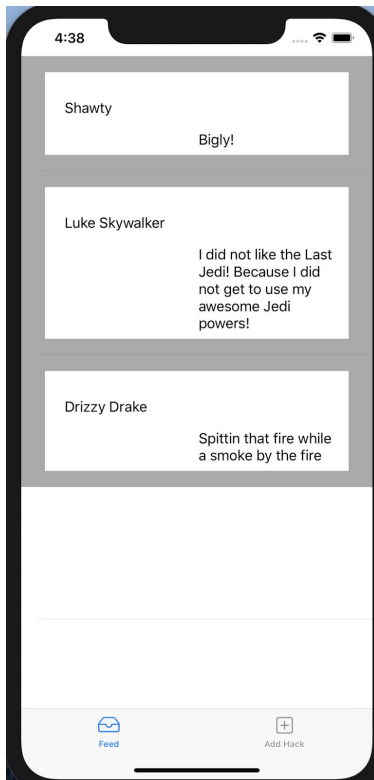 4:38
Shawty
Bigly!
Luke Skywalker
I did not like the Last
Jedi! Because I did
not get to use my
awesome Jedi
powers!
Drizzy Drake
Spittin that fire while
a smoke by the fire
Feed
Add Hack